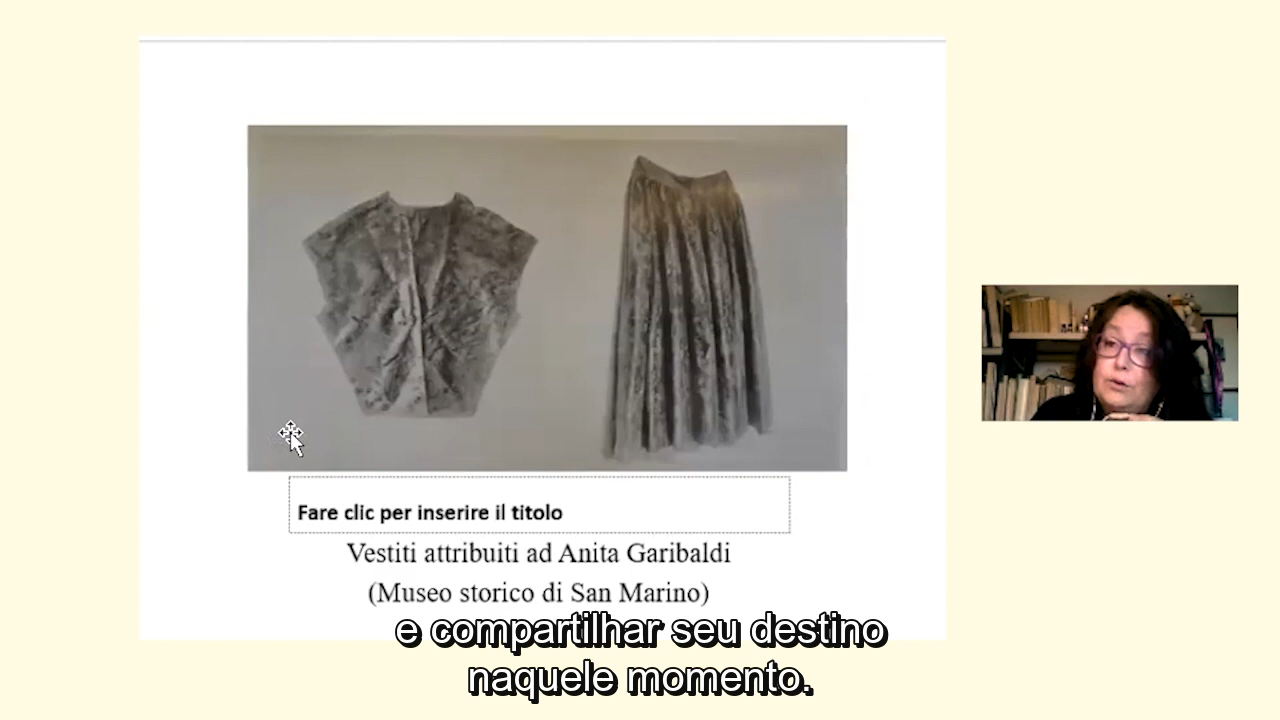 Fare clic per inserire il titolo
Vestiti attribuiti ad Anita Garibaldi
(Museo storico di San Marino)
e compartilhar seu destino
naquele momento.